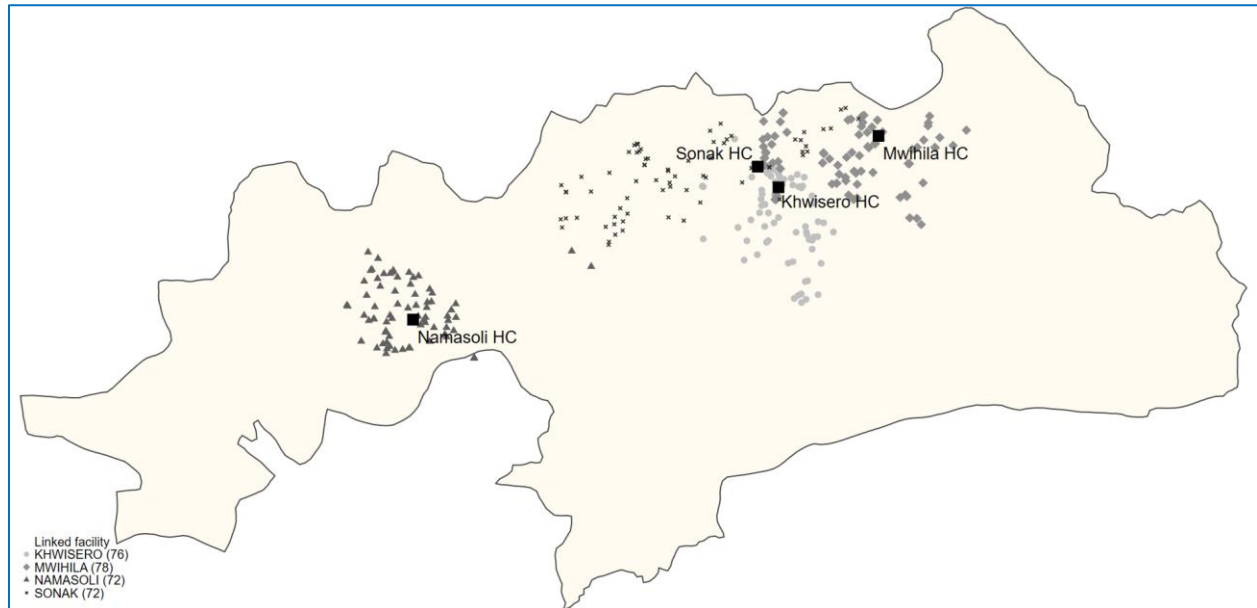 Sonak HC
Mwihila HC
Khwisero HC
Namasoli HC
Linked facility
KHWISERO (76)
MWIHILA (78)
NAMASOLI (72)
SONAK (72)